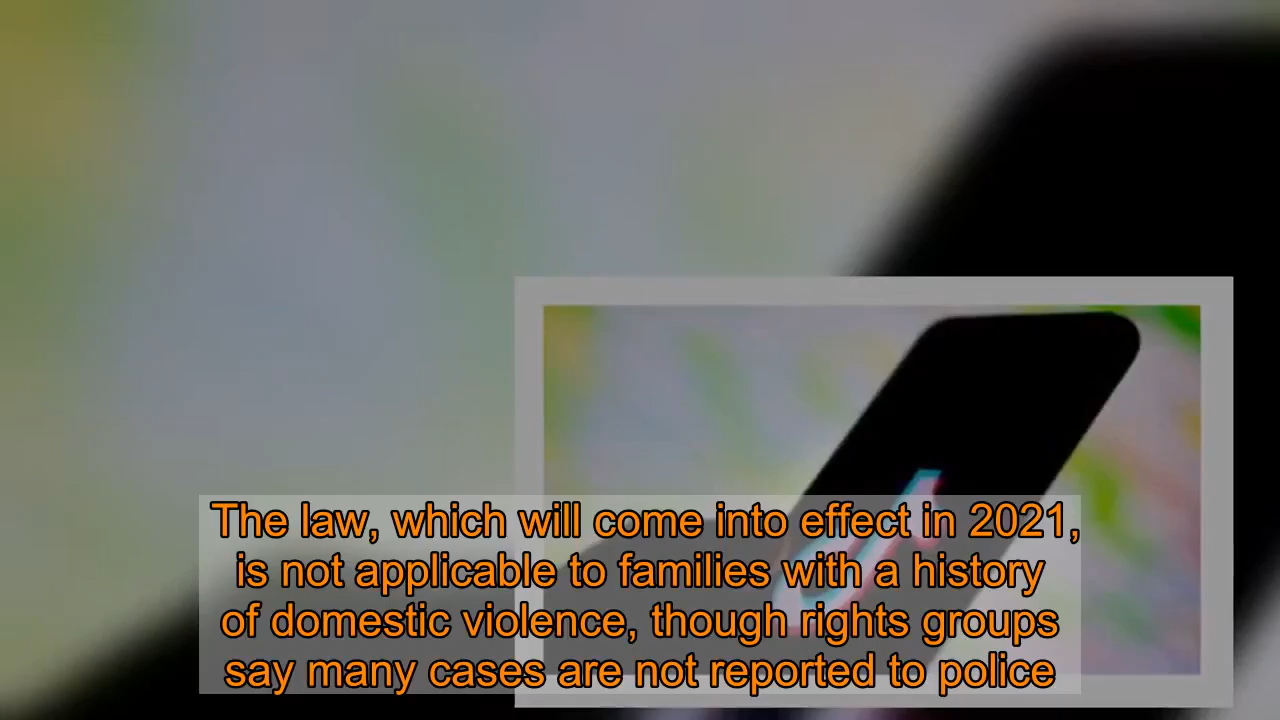 The law, which will come into effect in 2021,
is not applicable to families with a history
of domestic violence, though rights groups
say many cases are not reported to police